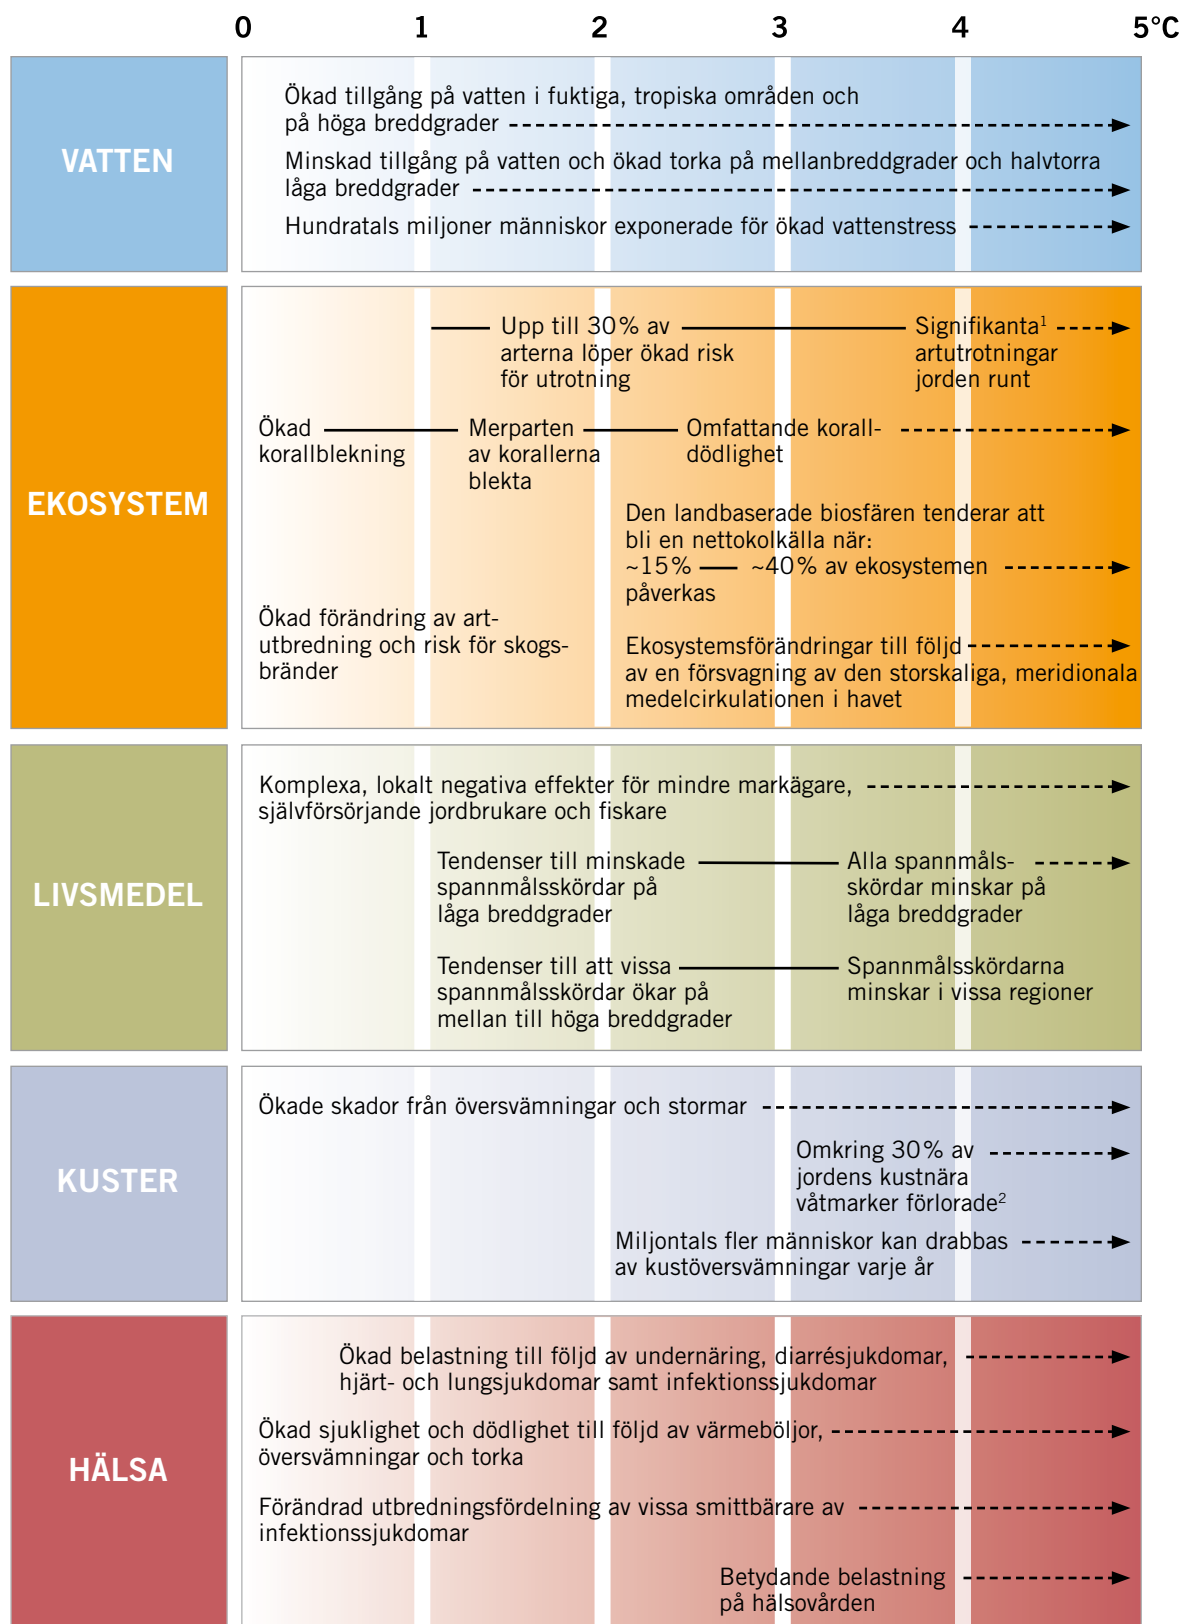 0 1 2 3 4 5°C
VATTEN
Ökad tillgång på vatten i fuktiga, tropiska områden och
på höga breddgrader
Minskad tillgång på vatten och ökad torka på mellanbreddgrader och halvtorra
låga breddgrader
Hundratals miljoner människor exponerade för ökad vattenstress
EKOSYSTEM
Upp till 30% av
arterna löper ökad risk
för utrotning
Signifikanta¹
artutrotningar
jorden runt
Ökad
korallblekning
Merparten
av korallerna
blekta
Omfattande korall-
dödlighet
Den landbaserade biosfären tenderar att
bli en nettokolkälla när:
~15% ~40% av ekosystemen
påverkas
Ökad förändring av art-
utbredning och risk för skogs-
bränder
Ekosystemsförändringar till följd
av en försvagning av den storskaliga, meridionala
medelcirkulationen i havet
LIVSMEDEL
Komplexa, lokalt negativa effekter för mindre markägare,
självförsörjande jordbrukare och fiskare
Tendenser till minskade
spannmålsskördar på
låga breddgrader
Alla spannmåls-
skördar minskar på
låga breddgrader
Tendenser till att vissa
spannmålsskördar ökar på
mellan till höga breddgrader
Spannmålsskördarna
minskar i vissa regioner
KUSTER
Ökade skador från översvämningar och stormar
Omkring 30% av
jordens kustnära
våtmarker förlorade²
Miljontals fler människor kan drabbas
av kustöversvämningar varje år
HÄLSA
Ökad belastning till följd av undernäring, diarrésjukdomar,
hjärt- och lungsjukdomar samt infektionssjukdomar
Ökad sjuklighet och dödlighet till följd av värmeböljor,
översvämningar och torka
Förändrad utbredningsfördelning av vissa smittbärare av
infektionssjukdomar
Betydande belastning
på hälsovården